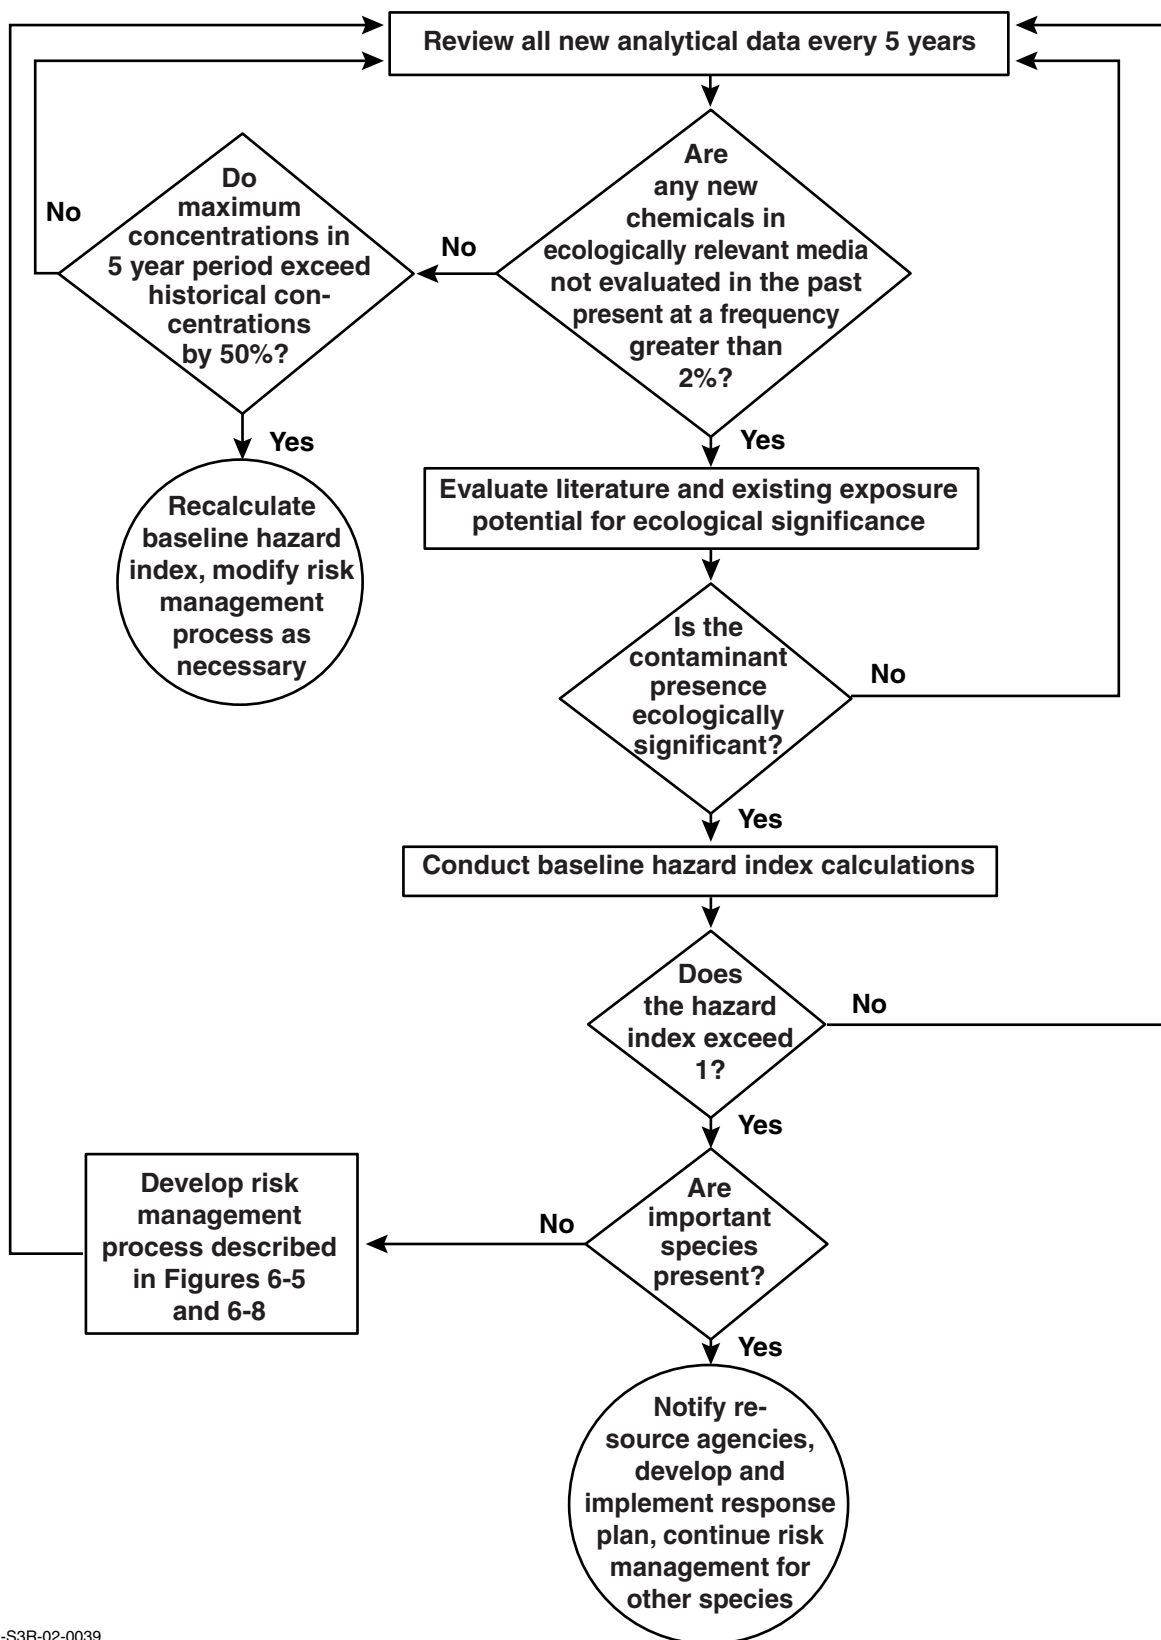 Review all new analytical data every 5 years
Are
any new
chemicals in
ecologically relevant media
not evaluated in the past
present at a frequency
greater than
2%?
No
Do
maximum
concentrations in
5 year period exceed
historical con-
centrations
by 50%?
No
Yes
Recalculate
baseline hazard
index, modify risk
management
process as
necessary
Yes
Evaluate literature and existing exposure
potential for ecological significance
Is the
contaminant
presence
ecologically
significant?
No
Yes
Conduct baseline hazard index calculations
Does
the hazard
index exceed
1?
No
Yes
Are
important
species
present?
No
Develop risk
management
process described
in Figures 6-5
and 6-8
Yes
Notify re-
source agencies,
develop and
implement response
plan, continue risk
management for
other species
-S3R-02-0039